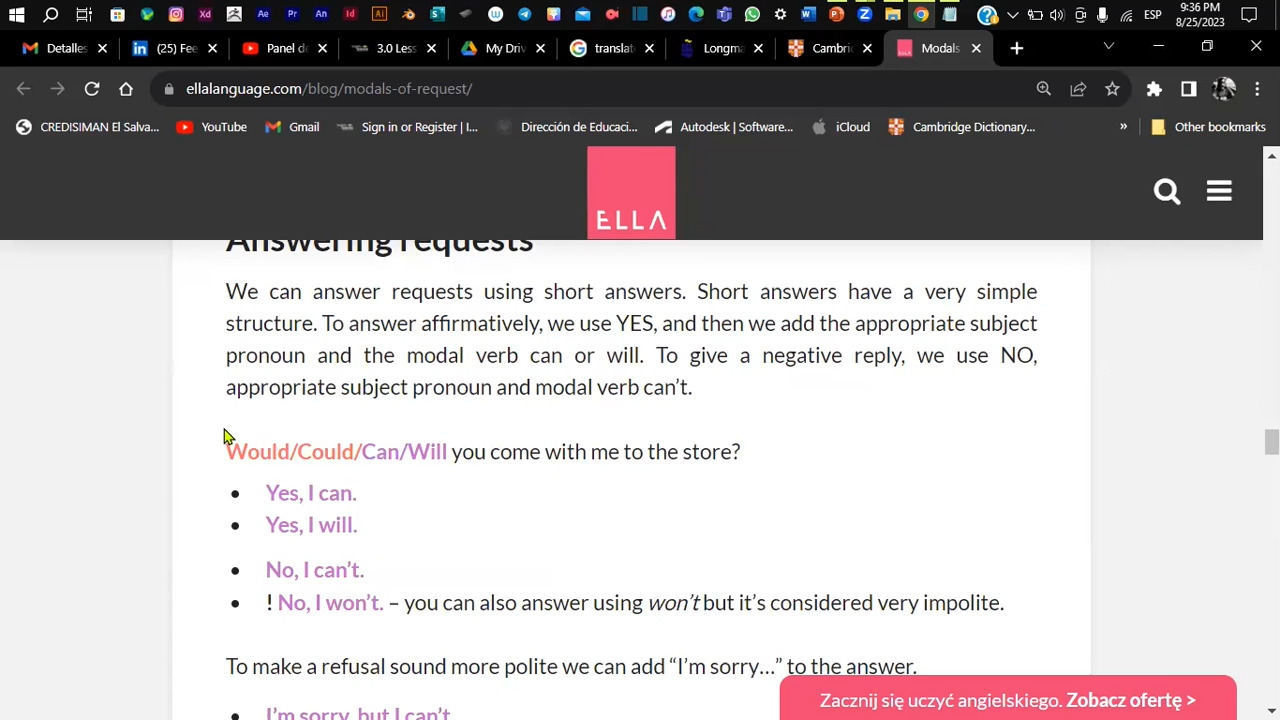 9:36 PM
ESP
8/25/2023
Detalles
(25) Fee
Panel de
3.0 Less
My Driv
translat
Longma
Cambri
Modals
ellalanguage.com/blog/modals-of-request/
CREDISIMAN El Salva...
YouTube
Gmail
Sign in or Register | I...
Dirección de Educaci...
Autodesk | Software...
iCloud
Cambridge Dictionary...
»
Other bookmarks
ELLA
Answering requests
We can answer requests using short answers. Short answers have a very simple
structure. To answer affirmatively, we use YES, and then we add the appropriate subject
pronoun and the modal verb can or will. To give a negative reply, we use NO,
appropriate subject pronoun and modal verb can't.
Would/Could/Can/Will you come with me to the store?
• Yes, I can.
• Yes, I will.
• No, I can't.
• ! No, I won't. – you can also answer using won't but it's considered very impolite.
To make a refusal sound more polite we can add “I'm sorry…” to the answer.
• I'm sorry, but I can't
Zacznij się uczyć angielskiego. Zobacz ofertę >